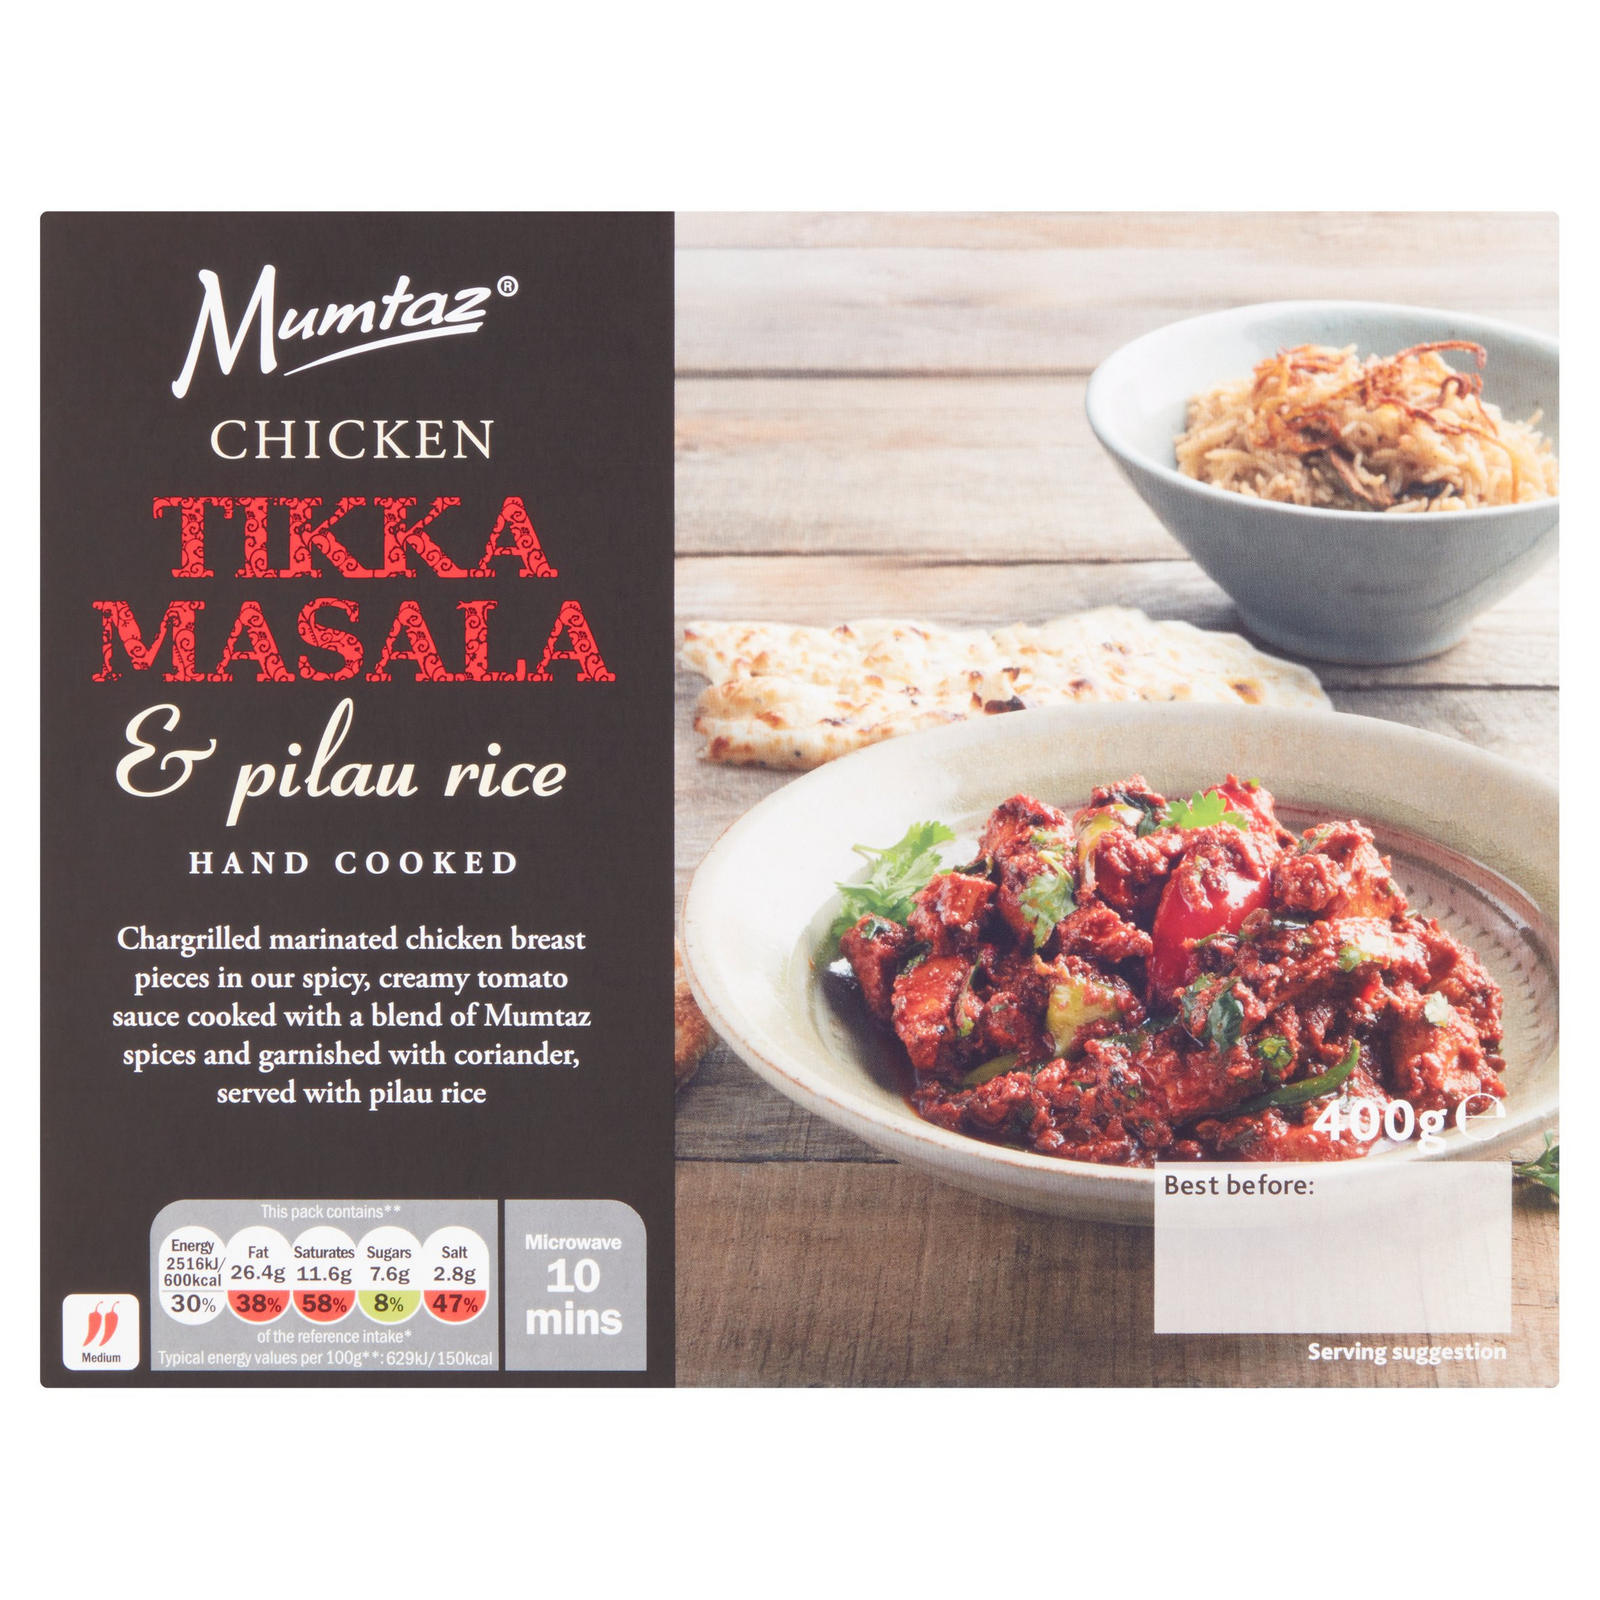 Mumtaz®
CHICKEN
TIKKA
MASALA
& pilau rice
HAND COOKED
Chargrilled marinated chicken breast
pieces in our spicy, creamy tomato
sauce cooked with a blend of Mumtaz
spices and garnished with coriander,
served with pilau rice
Medium
This pack contains**
Energy
2516kJ/
600kcal
30%
Fat
26.4g
38%
Saturates
11.6g
58%
Sugars
7.6g
8%
Salt
2.8g
47%
of the reference intake*
Typical energy values per 100g**: 629kJ/150kcal
Microwave
10
mins
400g ℮
Best before:
Serving suggestion